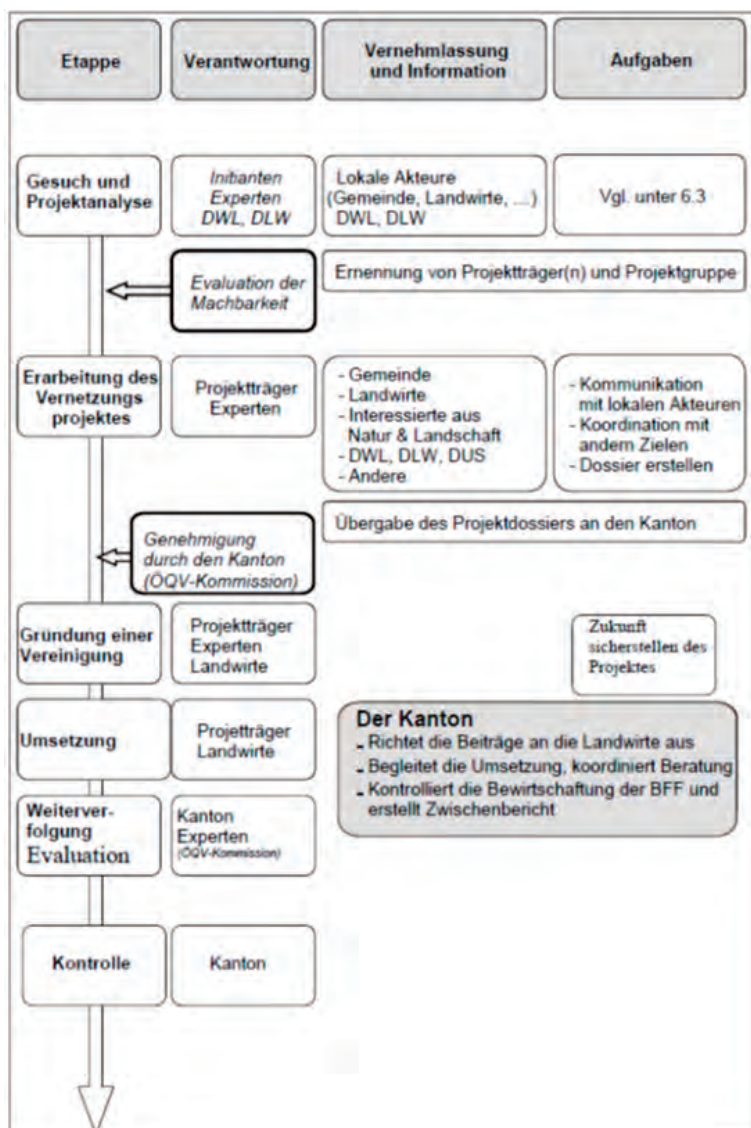 Etappe
Verantwortung
Vernehmlassung
und Information
Aufgaben
Gesuch und
Projektanalyse
Initianten
Experten
DWL, DLW
Lokale Akteure
(Gemeinde, Landwirte, ...)
DWL, DLW
Vgl. unter 6.3
Evaluation der
Machbarkeit
Ernennung von Projektträger(n) und Projektgruppe
Erarbeitung des
Vernetzungs
projektes
Projektträger
Experten
- Gemeinde
- Landwirte
- Interessierte aus
Natur & Landschaft
- DWL, DLW, DUS
- Andere
- Kommunikation
mit lokalen Akteuren
- Koordination mit
andern Zielen
- Dossier erstellen
Genehmigung
durch den Kanton
(ÖQV-Kommission)
Übergabe des Projektdossiers an den Kanton
Gründung einer
Vereinigung
Projektträger
Experten
Landwirte
Zukunft
sicherstellen des
Projektes
Umsetzung
Projetträger
Landwirte
Der Kanton
- Richtet die Beiträge an die Landwirte aus
- Begleitet die Umsetzung, koordiniert Beratung
- Kontrolliert die Bewirtschaftung der BFF und
erstellt Zwischenbericht
Weiterver-
folgung
Evaluation
Kanton
Experten
(ÖQV-Kommission)
Kontrolle
Kanton